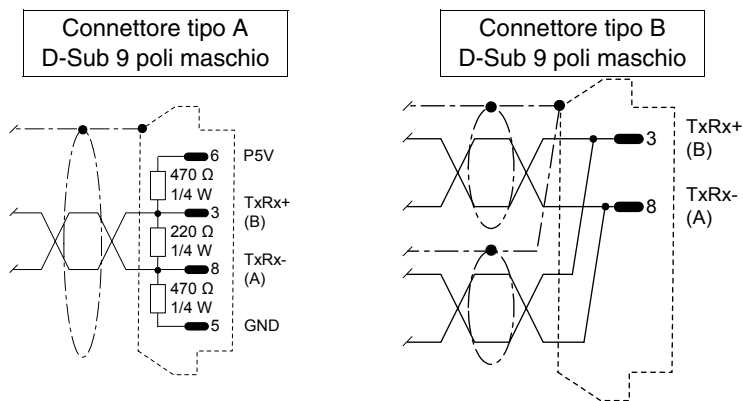 Connettore tipo A
D-Sub 9 poli maschio
6 P5V
470 Ω
1/4 W
3 TxRx+
(B)
220 Ω
1/4 W
8 TxRx-
(A)
470 Ω
1/4 W
5 GND
Connettore tipo B
D-Sub 9 poli maschio
3 TxRx+
(B)
8 TxRx-
(A)